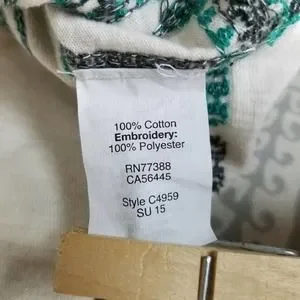 100% Cotton
Embroidery:
100% Polyester
RN77388
CA56445
Style C4959
SU 15